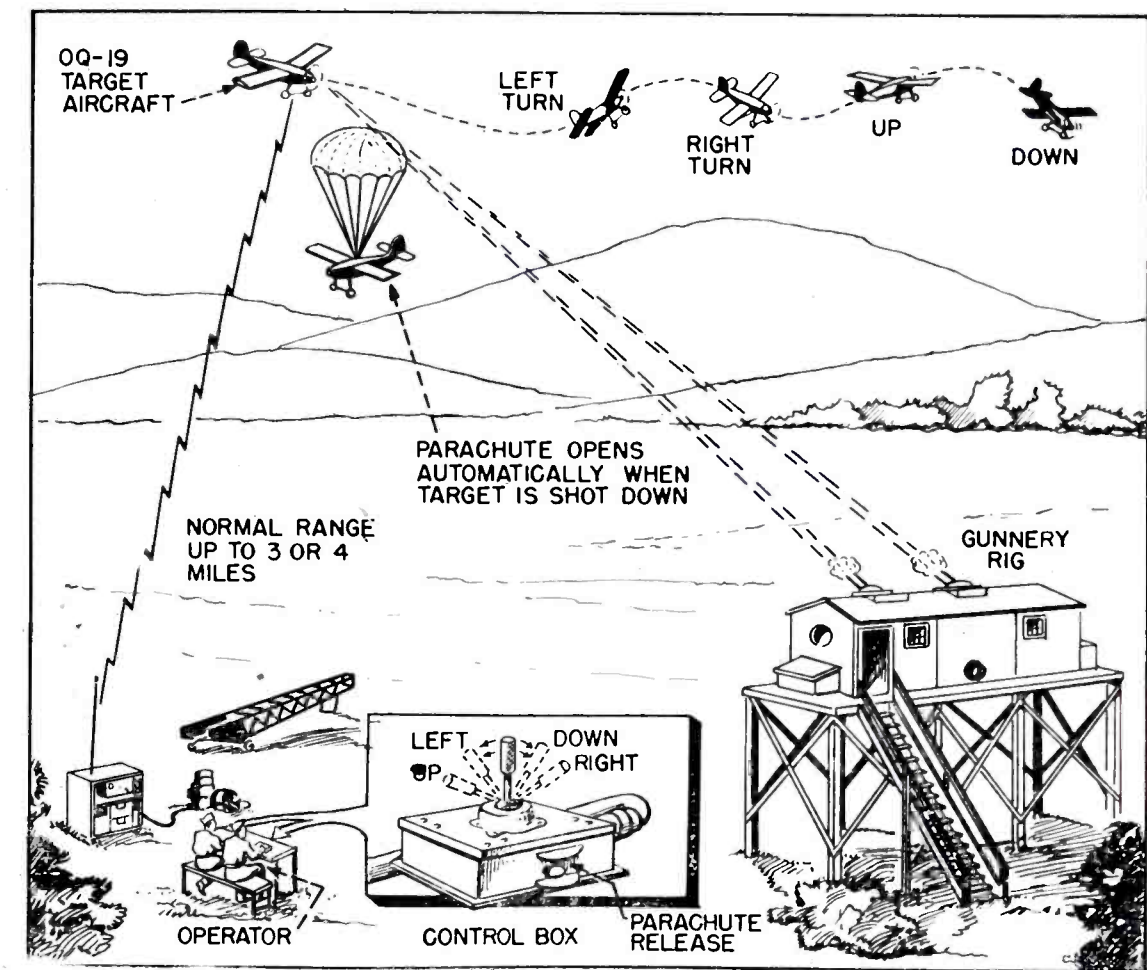 OQ-19
TARGET
AIRCRAFT
LEFT
TURN
RIGHT
TURN
UP
DOWN
PARACHUTE OPENS
AUTOMATICALLY WHEN
TARGET IS SHOT DOWN
NORMAL RANGE
UP TO 3 OR 4
MILES
GUNNERY
RIG
LEFT
DOWN
UP
RIGHT
OPERATOR
CONTROL BOX
PARACHUTE
RELEASE